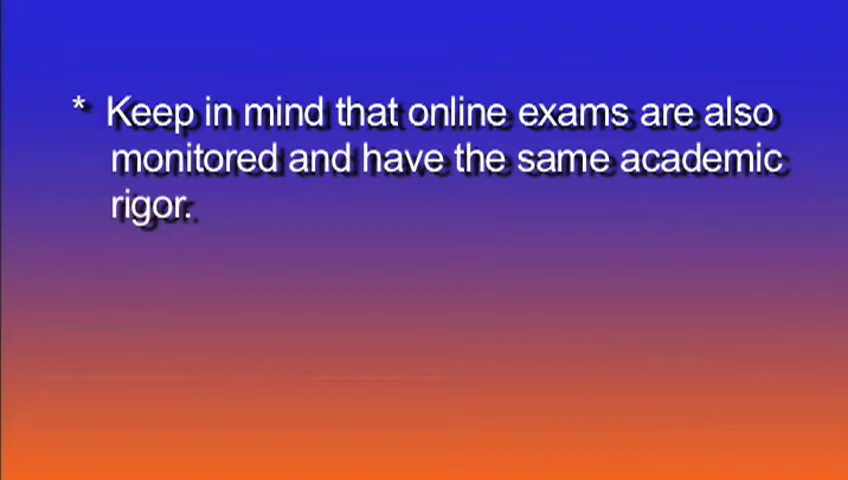 * Keep in mind that online exams are also
monitored and have the same academic
rigor.